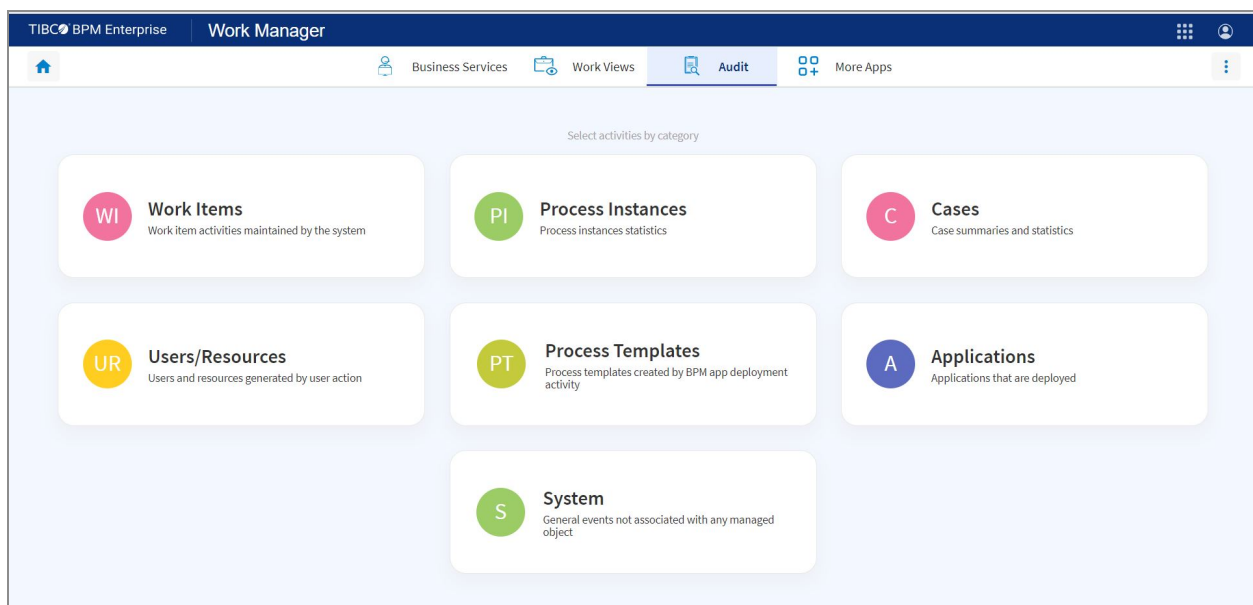 TIBCO BPM Enterprise
Work Manager
Business Services
Work Views
Audit
More Apps
Select activities by category
WI
Work Items
Work item activities maintained by the system
PI
Process Instances
Process instances statistics
C
Cases
Case summaries and statistics
UR
Users/Resources
Users and resources generated by user action
PT
Process Templates
Process templates created by BPM app deployment
activity
A
Applications
Applications that are deployed
S
System
General events not associated with any managed
object